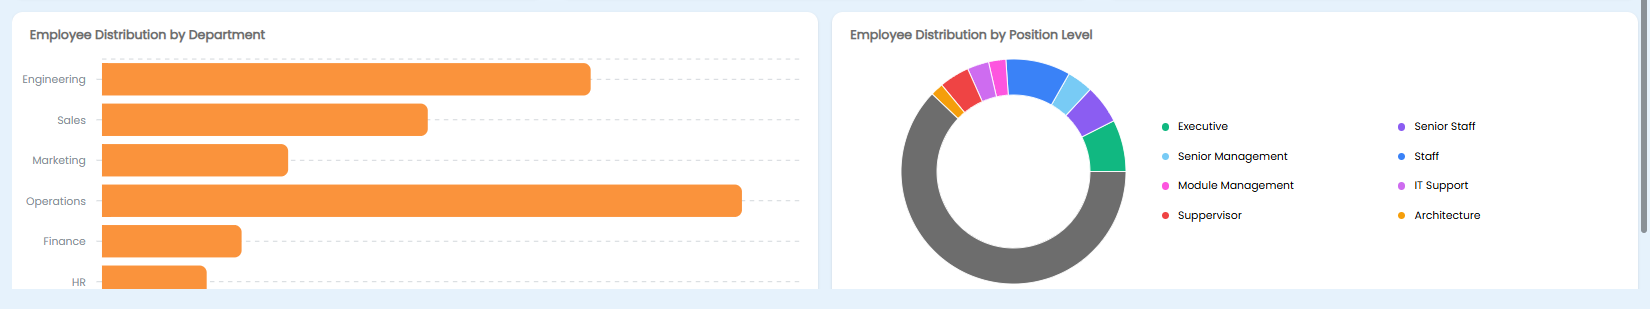 Employee Distribution by Department
Engineering
Sales
Marketing
Operations
Finance
HR
Employee Distribution by Position Level
Executive
Senior Management
Module Management
Suppervisor
Senior Staff
Staff
IT Support
Architecture